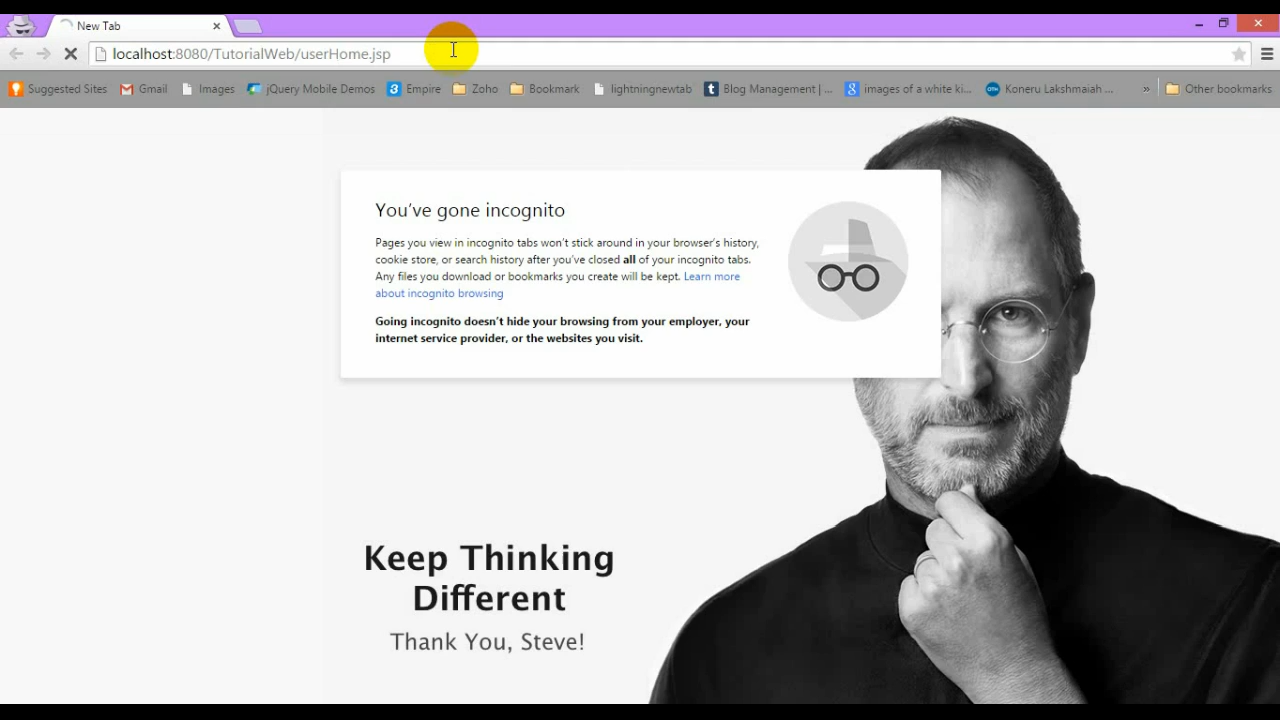 New Tab
localhost:8080/TutorialWeb/userHome.jsp
Suggested Sites Gmail Images jQuery Mobile Demos Empire Zoho Bookmark lightningnewtab Blog Management | ... images of a white ki... Koneru Lakshmaiah ... » Other bookmarks
You've gone incognito
Pages you view in incognito tabs won't stick around in your browser's history,
cookie store, or search history after you've closed all of your incognito tabs.
Any files you download or bookmarks you create will be kept. Learn more
about incognito browsing
Going incognito doesn't hide your browsing from your employer, your
internet service provider, or the websites you visit.
Keep Thinking
Different
Thank You, Steve!